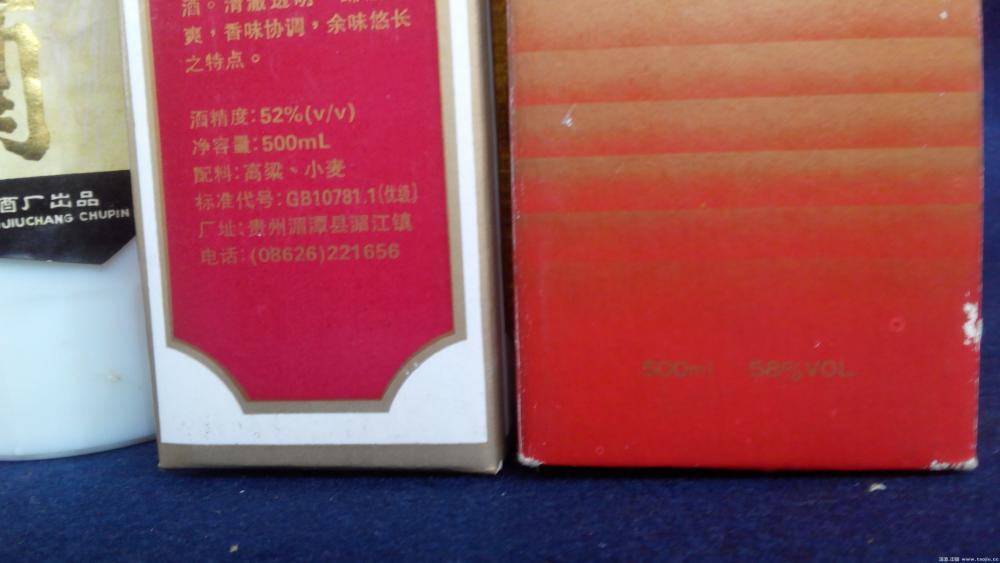 酒。清澈透明
爽，香味协调，余味悠长
之特点。
酒精度:52%(v/v)
净容量:500mL
配料:高粱、小麦
标准代号:GB10781.1(优级)
厂址:贵州湄潭县湄江镇
电话:(08626)221656
酒厂出品
JIUCHANG CHUPIN
500ml 58%VOL